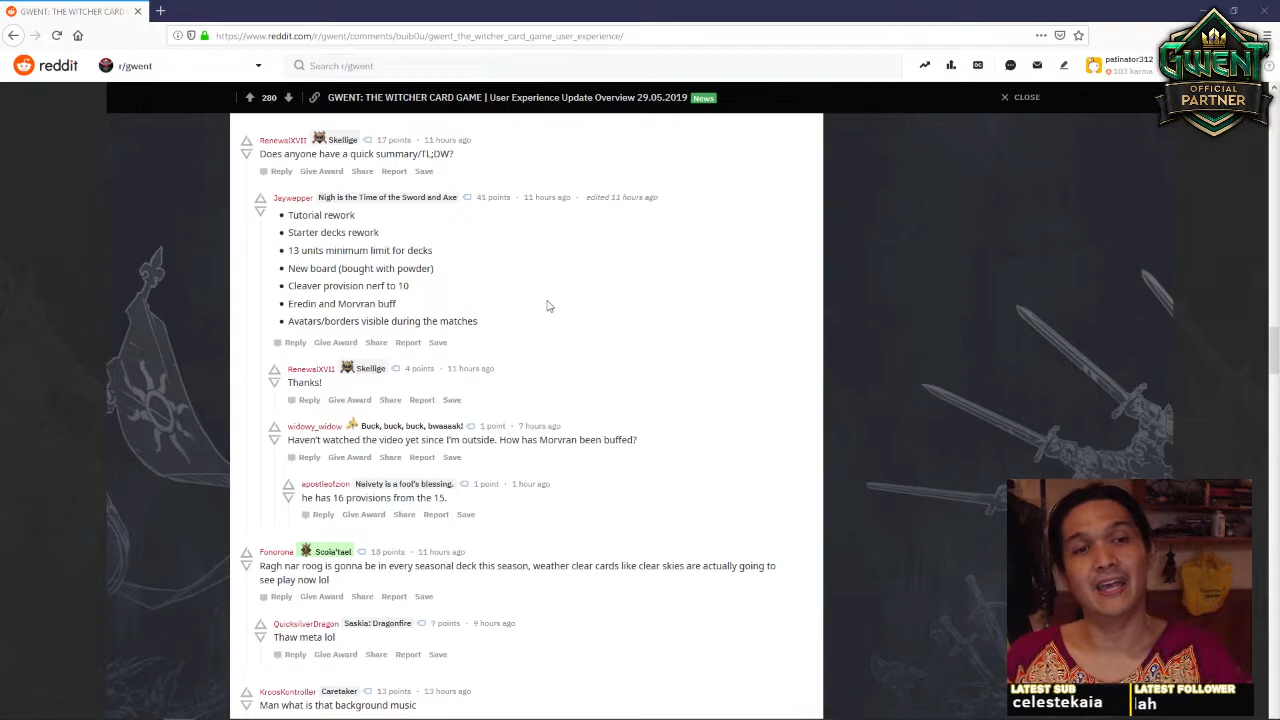 GWENT: THE WITCHER CARD G
https://www.reddit.com/r/gwent/comments/buib0u/gwent_the_witcher_card_game_user_experience/
reddit
r/gwent
Search r/gwent
patinator312
103 karma
GWENT
OFFICIAL
PARTNER
280
GWENT: THE WITCHER CARD GAME | User Experience Update Overview 29.05.2019 News
CLOSE
RenewalXVII Skellige 17 points · 11 hours ago
Does anyone have a quick summary/TL;DW?
Reply Give Award Share Report Save
Jaywepper Nigh is the Time of the Sword and Axe 41 points · 11 hours ago · edited 11 hours ago
• Tutorial rework
• Starter decks rework
• 13 units minimum limit for decks
• New board (bought with powder)
• Cleaver provision nerf to 10
• Eredin and Morvran buff
• Avatars/borders visible during the matches
Reply Give Award Share Report Save
RenewalXVII Skellige 4 points · 11 hours ago
Thanks!
Reply Give Award Share Report Save
widowy_widow Buck, buck, buck, bwaaaak! 1 point · 7 hours ago
Haven't watched the video yet since I'm outside. How has Morvran been buffed?
Reply Give Award Share Report Save
apostleofzion Naivety is a fool's blessing. 1 point · 1 hour ago
he has 16 provisions from the 15.
Reply Give Award Share Report Save
Fonorona Scoia'tael 18 points · 11 hours ago
Ragh nar roog is gonna be in every seasonal deck this season, weather clear cards like clear skies are actually going to
see play now lol
Reply Give Award Share Report Save
QuicksilverDragon Saskia: Dragonfire 7 points · 9 hours ago
Thaw meta lol
Reply Give Award Share Report Save
KroosKontroller Caretaker 13 points · 13 hours ago
Man what is that background music
LATEST SUB
celestekaia
LATEST FOLLOWER
lah